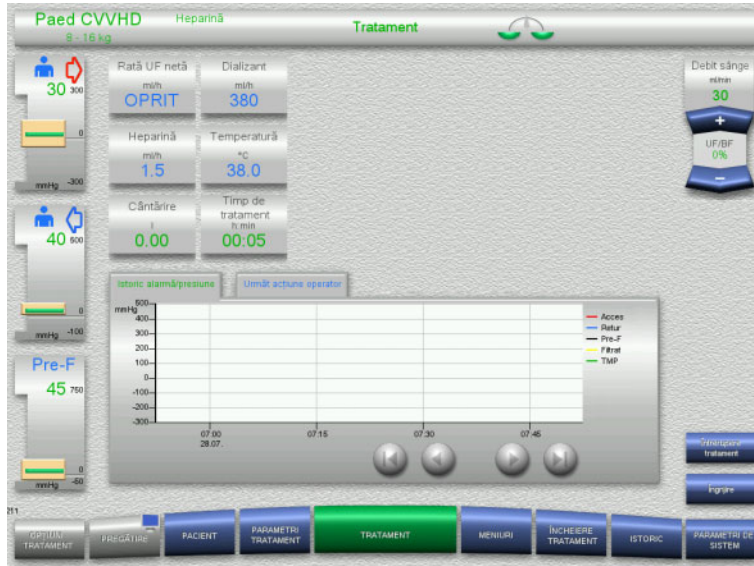 Paed CVVHD Heparină Tratament
8 - 16 kg
30 300
0
mmHg -300
40 500
0
mmHg -100
Pre-F
45 750
0
mmHg -50
Rată UF netă
ml/h
OPRIT
Dializant
ml/h
380
Heparină
ml/h
1.5
Temperatură
°C
38.0
Cântărire
l
0.00
Timp de
tratament
h:min
00:05
Debit sânge
ml/min
30
+
UF/BF
0%
−
Istoric alarmă/presiune
Următ acțiune operator
mmHg
500
400
300
200
100
0
-100
-200
-300
07:00
28.07.
07:15
07:30
07:45
Acces
Retur
Pre-F
Filtrat
TMP
Întrerupere
tratament
Îngrijire
211
OPȚIUNI
TRATAMENT
PREGĂTIRE
PACIENT
PARAMETRI
TRATAMENT
TRATAMENT
MENIURI
ÎNCHEIERE
TRATAMENT
ISTORIC
PARAMETRI DE
SISTEM